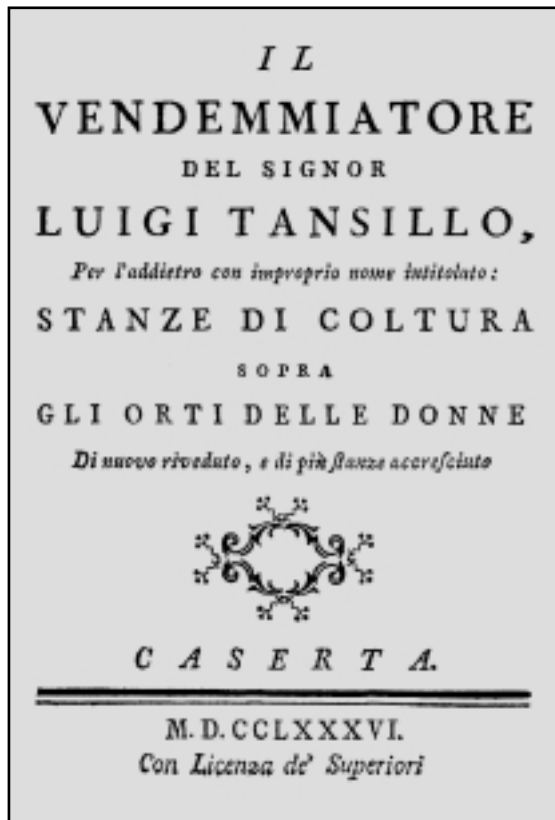 IL
VENDEMMIATORE
DEL SIGNOR
LUIGI TANSILLO,
Per l'addietro con improprio nome intitolato:
STANZE DI COLTURA
SOPRA
GLI ORTI DELLE DONNE
Di nuovo riveduto, e di più stanze accresciuto
CASERTA.
M. D. CCLXXXVI.
Con Licenza de' Superiori